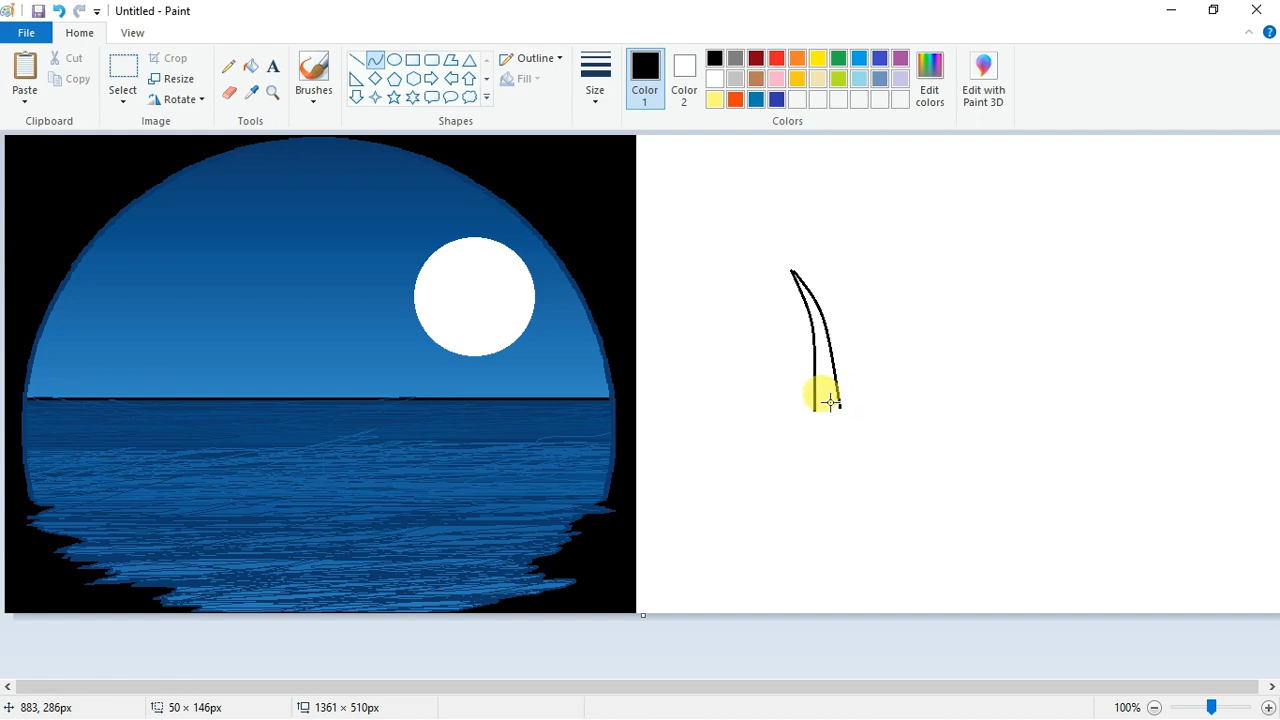 Untitled - Paint
File Home View
Paste
Cut
Copy
Clipboard
Select
Crop
Resize
Rotate
Image
A
Tools
Brushes
Outline
Fill
Shapes
Size
Color 1
Color 2
Colors
Edit colors
Edit with Paint 3D
883, 286px
50 × 146px
1361 × 510px
100%